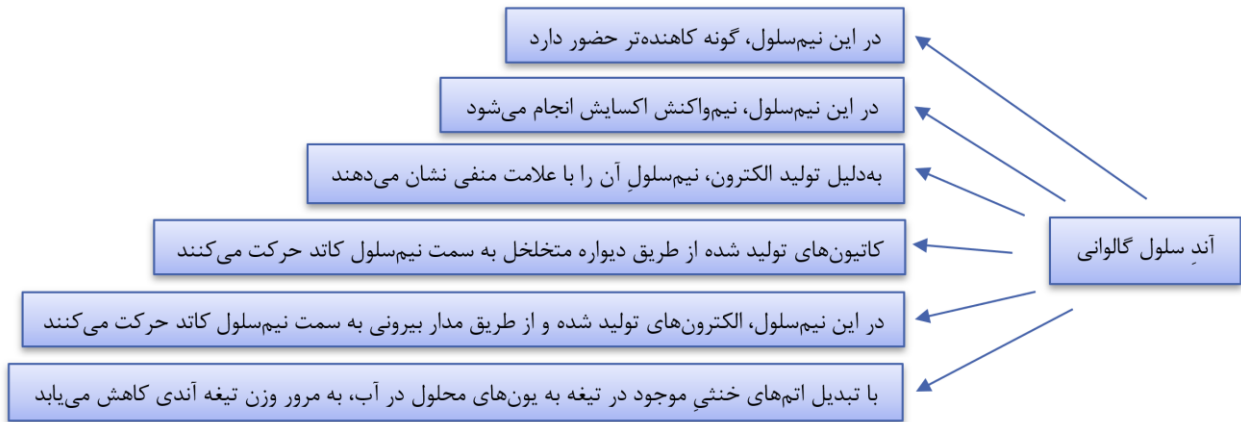 در این نیم‌سلول، گونه کاهنده‌تر حضور دارد
در این نیم‌سلول، نیم‌واکنش اکسایش انجام می‌شود
به‌دلیل تولید الکترون، نیم‌سلولِ آن را با علامت منفی نشان می‌دهند
آندِ سلول گالوانی
کاتیون‌های تولید شده از طریق دیواره متخلخل به سمت نیم‌سلول کاتد حرکت می‌کنند
در این نیم‌سلول، الکترون‌های تولید شده و از طریق مدار بیرونی به سمت نیم‌سلول کاتد حرکت می‌کنند
با تبدیل اتم‌های خنثیِ موجود در تیغه به یون‌های محلول در آب، به مرور وزن تیغه آندی کاهش می‌یابد